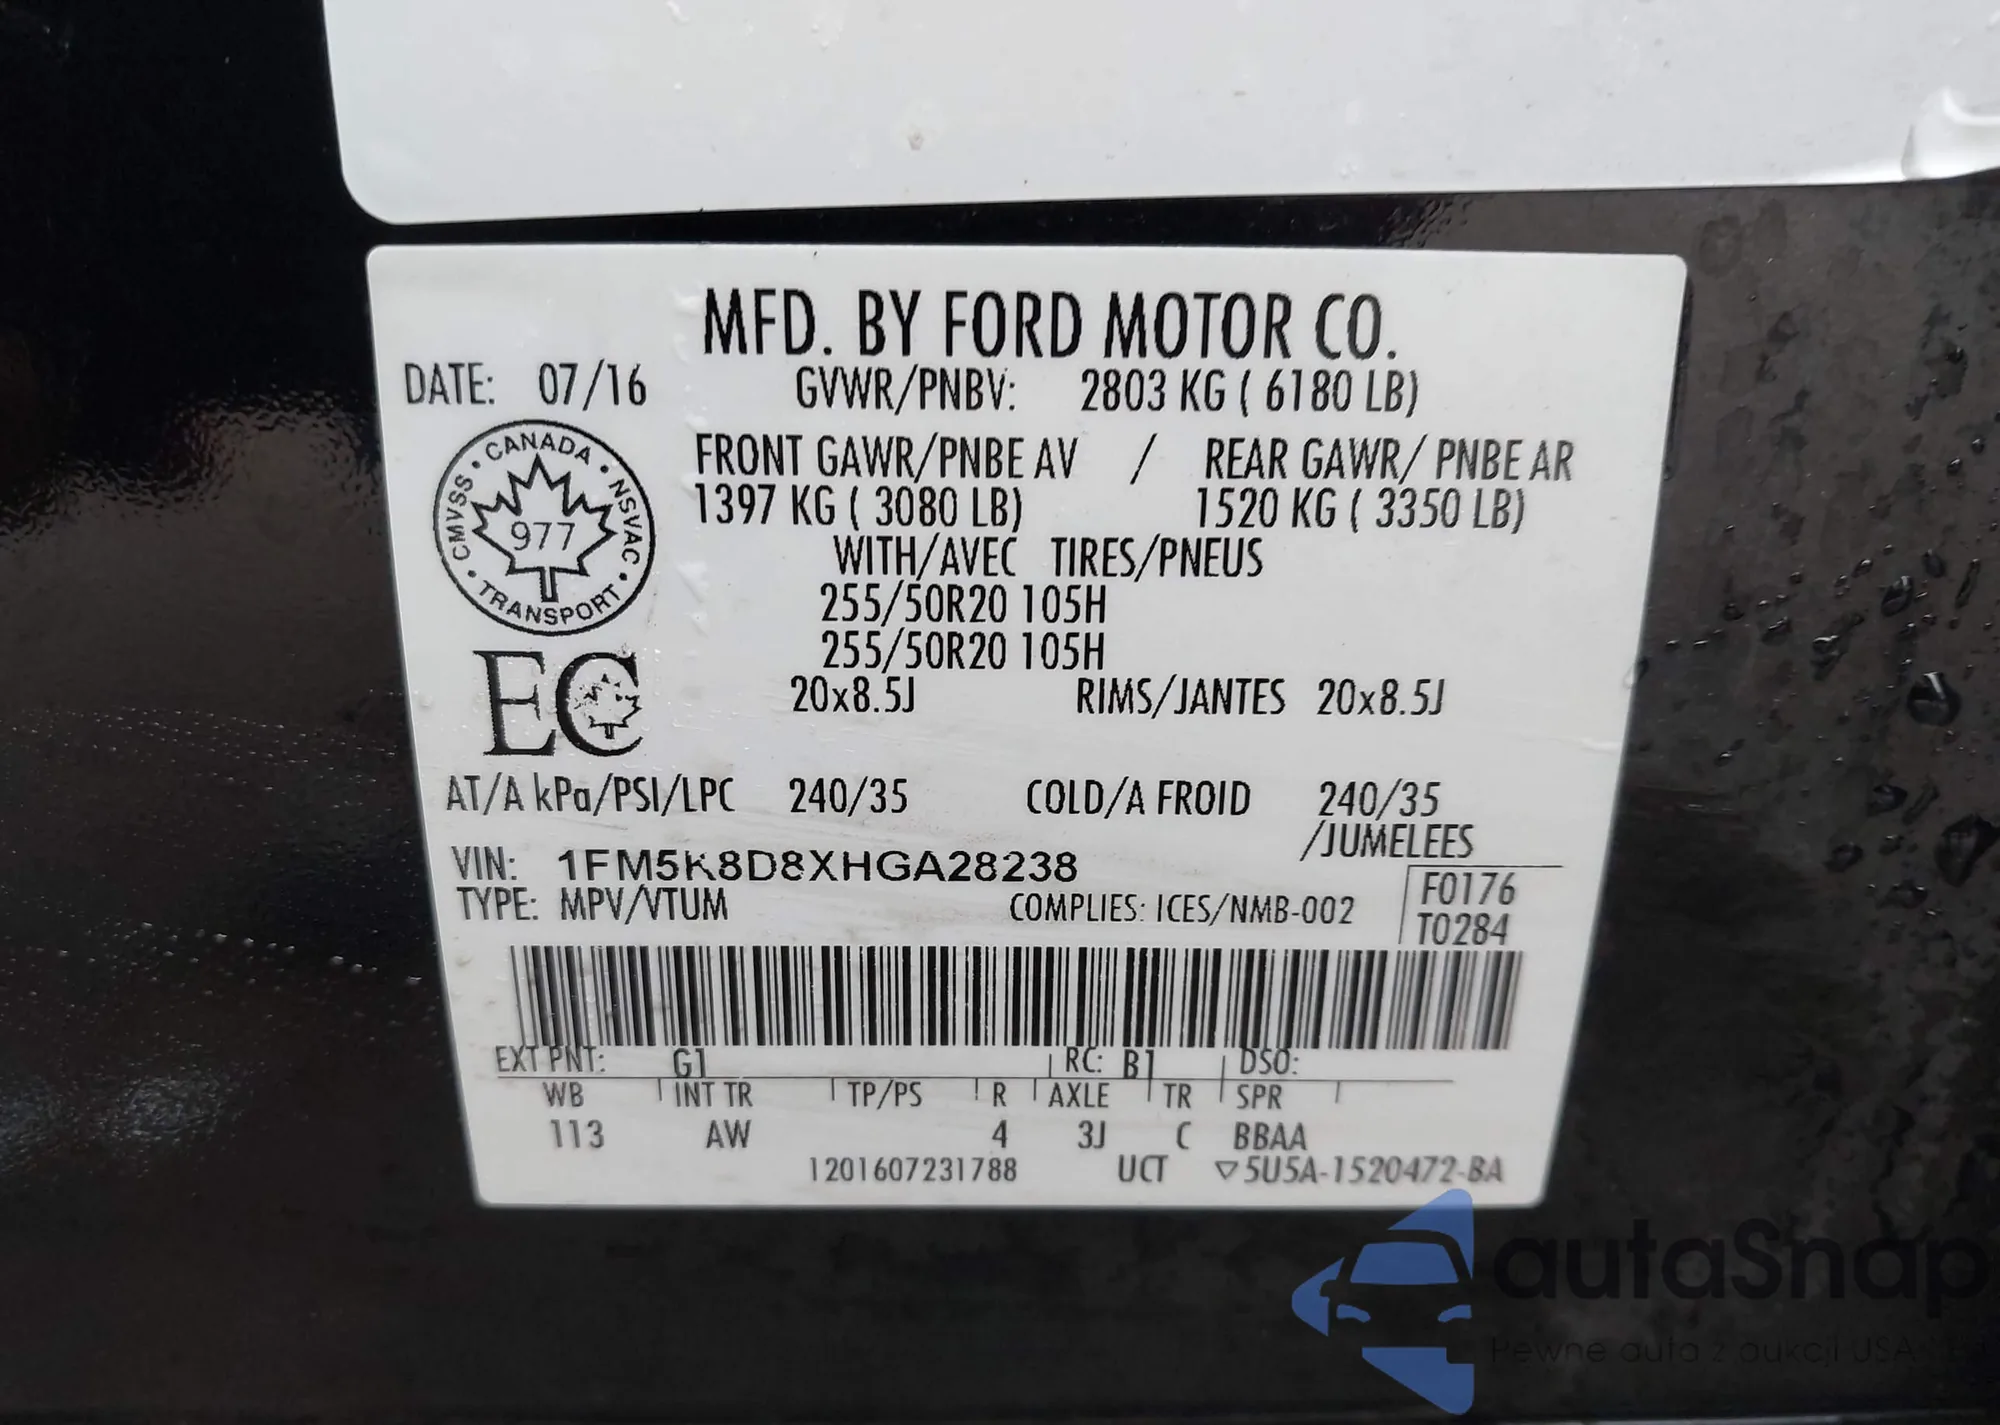 MFD. BY FORD MOTOR CO.
DATE: 07/16 GVWR/PNBV: 2803 KG ( 6180 LB)
FRONT GAWR/PNBE AV / REAR GAWR/ PNBE AR
1397 KG ( 3080 LB) 1520 KG ( 3350 LB)
WITH/AVEC TIRES/PNEUS
255/50R20 105H
255/50R20 105H
20x8.5J RIMS/JANTES 20x8.5J
CANADA • NSVAC • TRANSPORT • CMVSS •
977
EC
AT/A kPa/PSI/LPC 240/35 COLD/A FROID 240/35
/JUMELEES
VIN: 1FM5K8D8XHGA28238
TYPE: MPV/VTUM COMPLIES: ICES/NMB-002
F0176
T0284
EXT PNT: G1 RC: B1 DSO:
WB INT TR TP/PS R AXLE TR SPR
113 AW 4 3J C BBAA
1201607231788 UCT ▽5U5A-1520472-BA
autaSnap
Pewne auta z aukcji USA